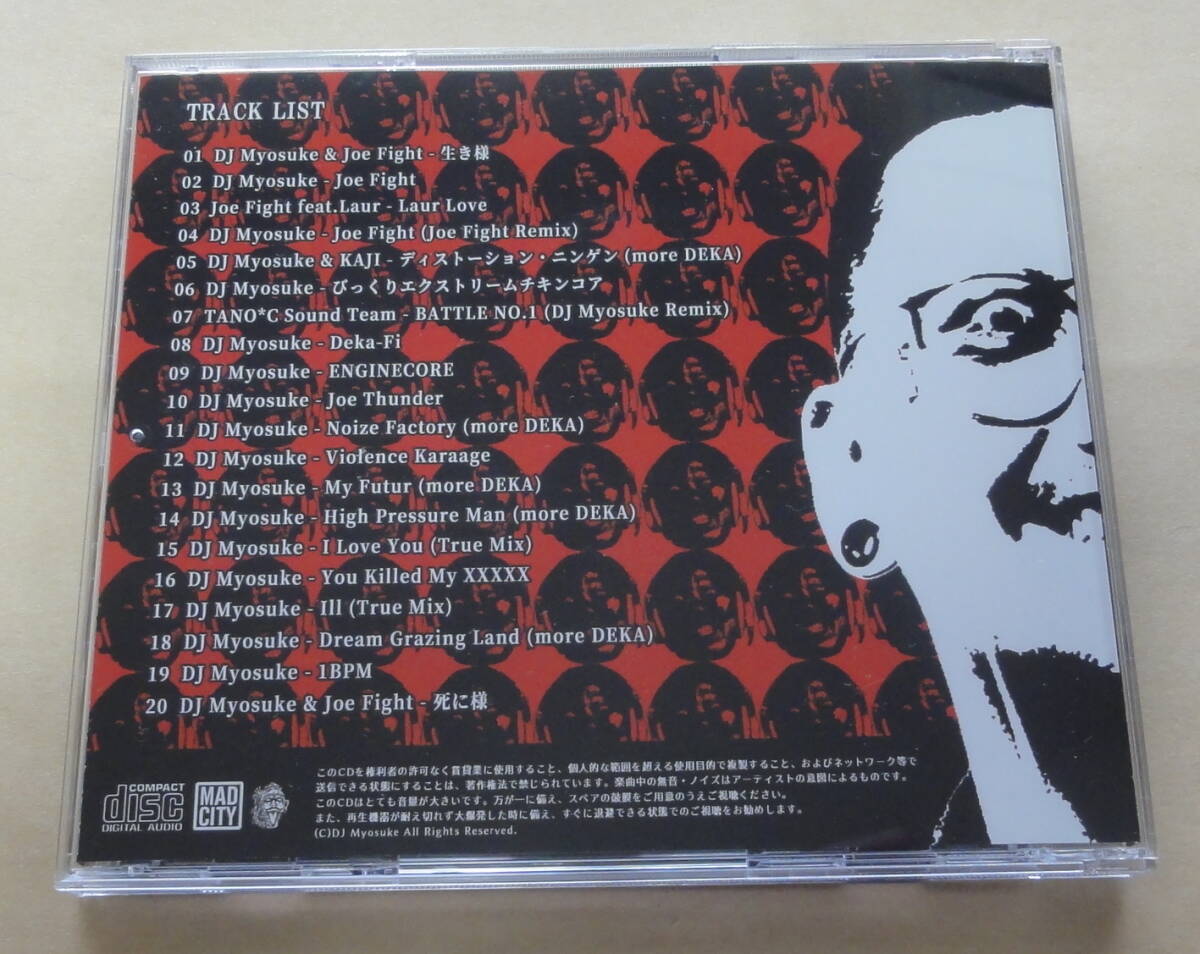 TRACK LIST
01 DJ Myosuke & Joe Fight - 生き様
02 DJ Myosuke - Joe Fight
03 Joe Fight feat.Laur - Laur Love
04 DJ Myosuke - Joe Fight (Joe Fight Remix)
05 DJ Myosuke & KAJI - ディストーション・ニンゲン (more DEKA)
06 DJ Myosuke - びっくりエクストリームチキンコア
07 TANO*C Sound Team - BATTLE NO.1 (DJ Myosuke Remix)
08 DJ Myosuke - Deka-Fi
09 DJ Myosuke - ENGINECORE
10 DJ Myosuke - Joe Thunder
11 DJ Myosuke - Noize Factory (more DEKA)
12 DJ Myosuke - Violence Karaage
13 DJ Myosuke - My Futur (more DEKA)
14 DJ Myosuke - High Pressure Man (more DEKA)
15 DJ Myosuke - I Love You (True Mix)
16 DJ Myosuke - You Killed My XXXXX
17 DJ Myosuke - Ill (True Mix)
18 DJ Myosuke - Dream Grazing Land (more DEKA)
19 DJ Myosuke - 1BPM
20 DJ Myosuke & Joe Fight - 死に様
COMPACT
disc
DIGITAL AUDIO
MAD
CITY
このCDを権利者の許可なく賃貸業に使用すること、個人的な範囲を超える使用目的で複製すること、およびネットワーク等で
送信できる状態にすることは、著作権法で禁じられています。楽曲中の無音・ノイズはアーティストの意図によるものです。
このCDはとても音量が大きいです。万が一に備え、スペアの鼓膜をご用意のうえご視聴ください。
また、再生機器が耐え切れず大爆発した時に備え、すぐに退避できる状態でのご視聴をお勧めします。
(C)DJ Myosuke All Rights Reserved.